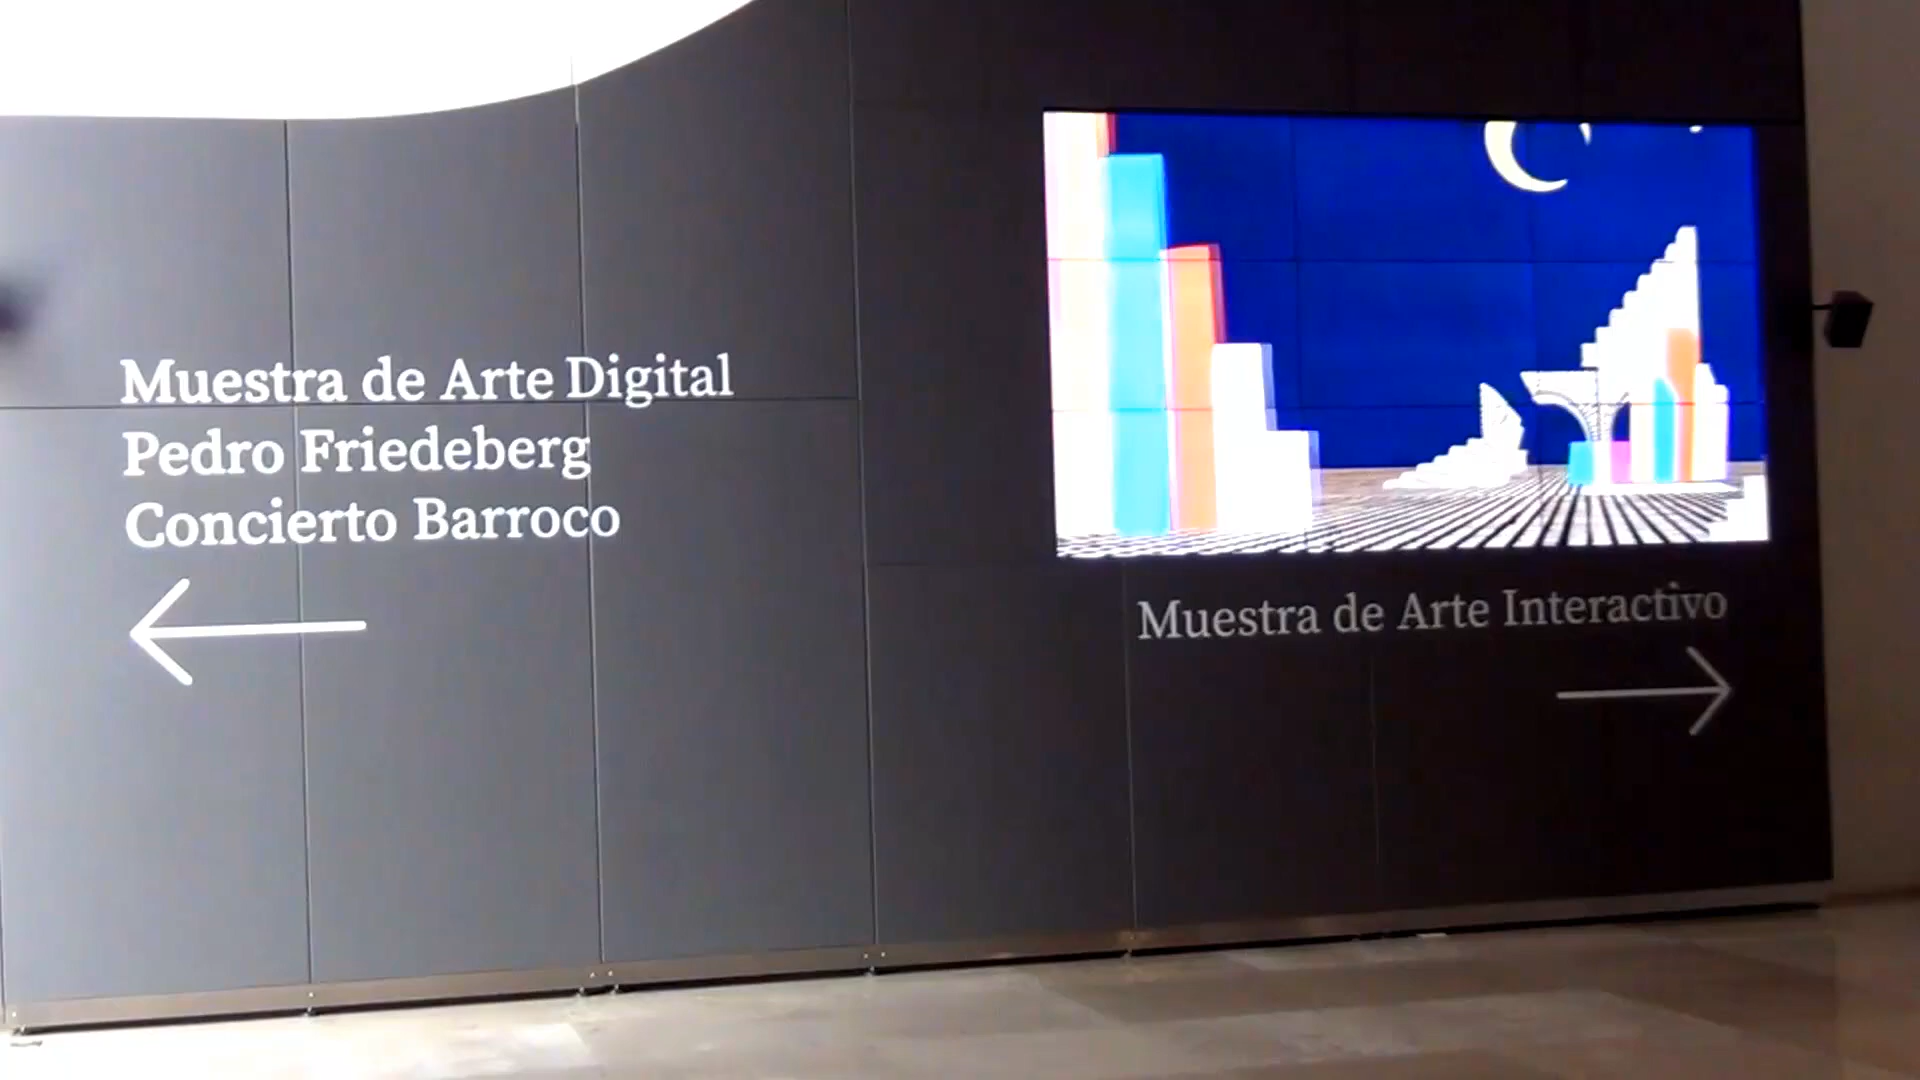 Muestra de Arte Digital
Pedro Friedeberg
Concierto Barroco
Muestra de Arte Interactivo